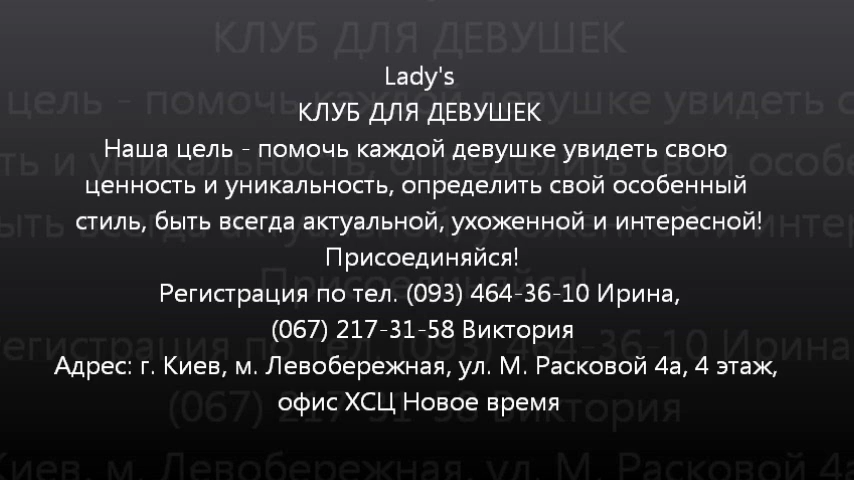 Lady's
КЛУБ ДЛЯ ДЕВУШЕК
Наша цель - помочь каждой девушке увидеть свою
ценность и уникальность, определить свой особенный
стиль, быть всегда актуальной, ухоженной и интересной!
Присоединяйся!
Регистрация по тел. (093) 464-36-10 Ирина,
(067) 217-31-58 Виктория
Адрес: г. Киев, м. Левобережная, ул. М. Расковой 4а, 4 этаж,
офис ХСЦ Новое время